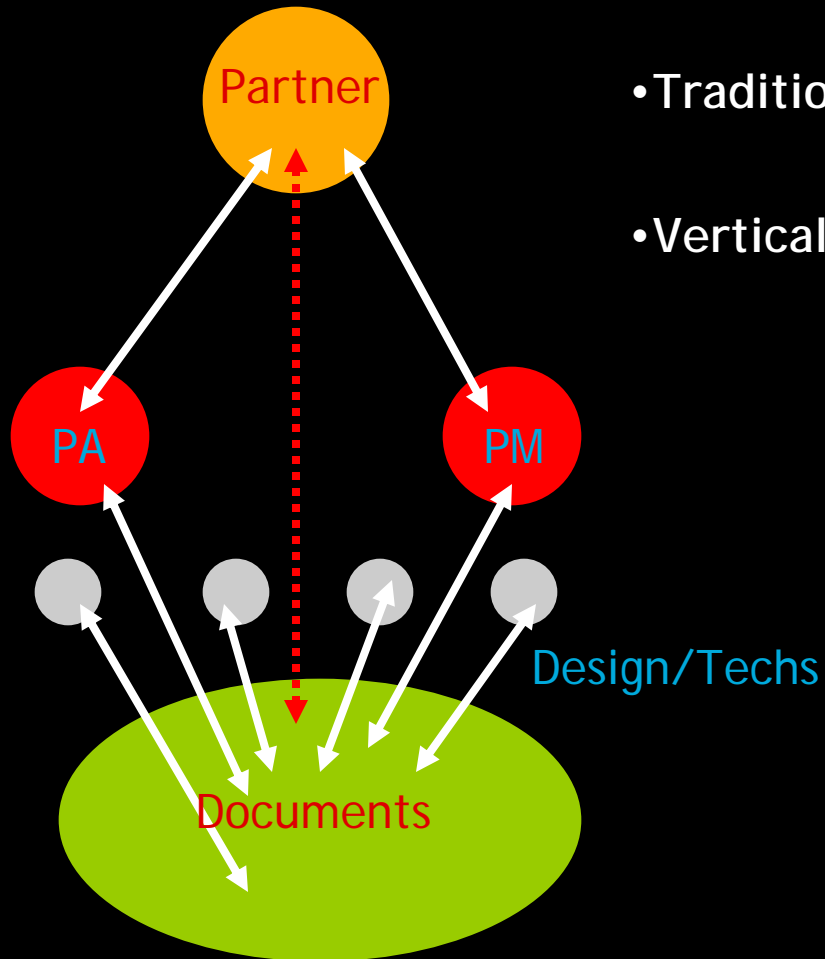 Partner
•Traditio
•Vertical
PA
PM
Design/Techs
Documents